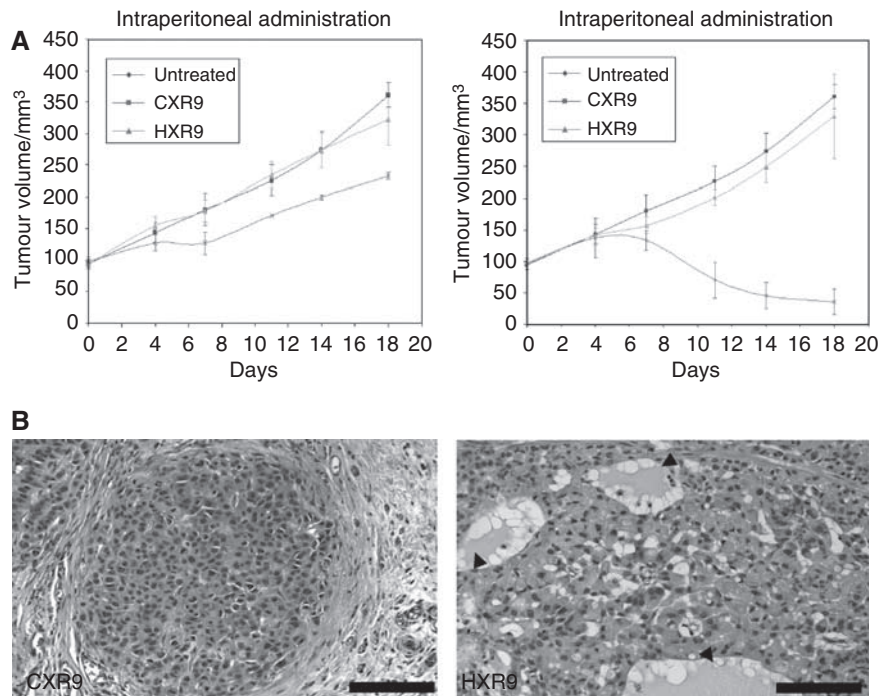 A
Intraperitoneal administration
450
400
350
300
250
200
150
100
50
0
Tumour volume/mm³
Untreated
CXR9
HXR9
0 2 4 6 8 10 12 14 16 18 20
Days
Intraperitoneal administration
450
400
350
300
250
200
150
100
50
0
Tumour volume/mm³
Untreated
CXR9
HXR9
0 2 4 6 8 10 12 14 16 18 20
Days
B
CXR9
HXR9